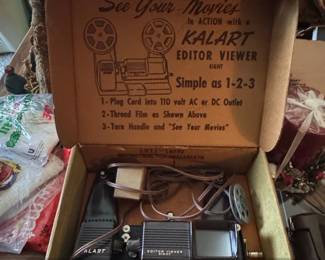 See Your Movies
in ACTION with a
KALART
EDITOR VIEWER
EIGHT
Simple as 1-2-3
1-Plug Cord into 110 volt AC or DC Outlet
2-Thread Film as Shown Above
3-Turn Handle and "See Your Movies"
KALART
EDITOR VIEWER
EIGHT